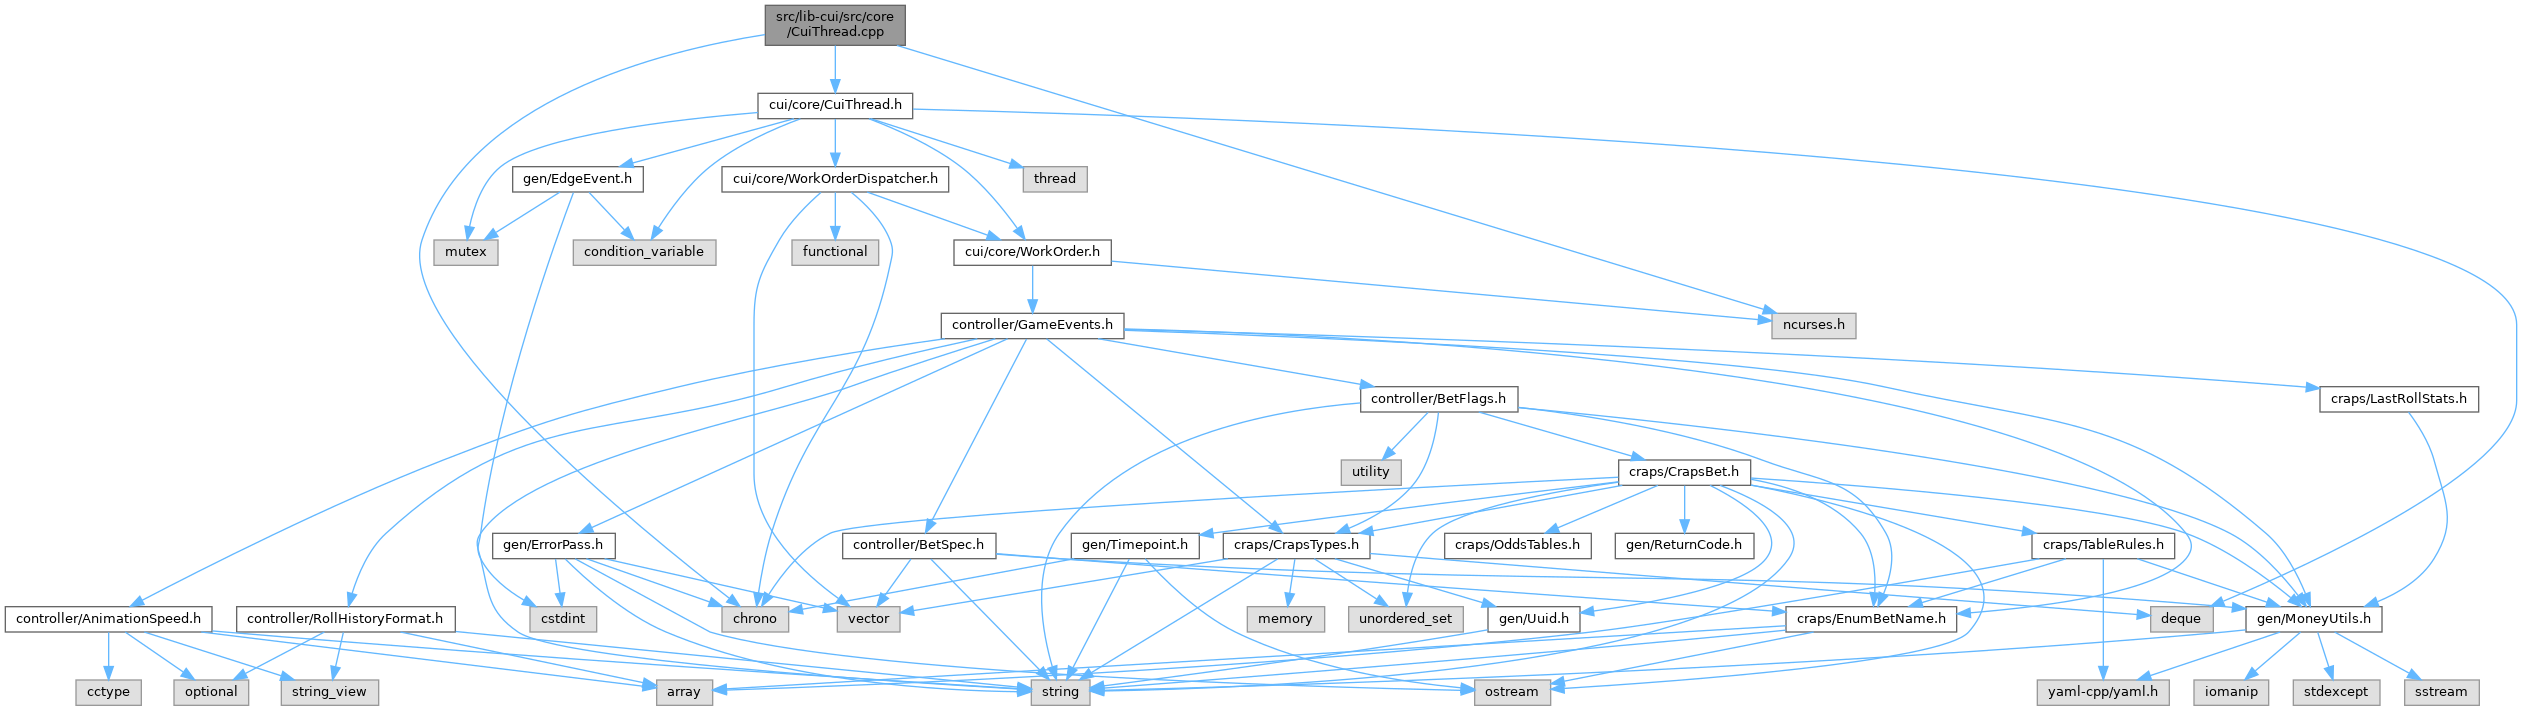 src/lib-cui/src/core
/CuiThread.cpp
cui/core/CuiThread.h
gen/EdgeEvent.h
cui/core/WorkOrderDispatcher.h
thread
mutex
condition_variable
functional
cui/core/WorkOrder.h
controller/GameEvents.h
ncurses.h
controller/BetFlags.h
craps/LastRollStats.h
utility
craps/CrapsBet.h
gen/ErrorPass.h
controller/BetSpec.h
gen/Timepoint.h
craps/CrapsTypes.h
craps/OddsTables.h
gen/ReturnCode.h
craps/TableRules.h
controller/AnimationSpeed.h
controller/RollHistoryFormat.h
cstdint
chrono
vector
memory
unordered_set
gen/Uuid.h
craps/EnumBetName.h
deque
gen/MoneyUtils.h
cctype
optional
string_view
array
string
ostream
yaml-cpp/yaml.h
iomanip
stdexcept
sstream